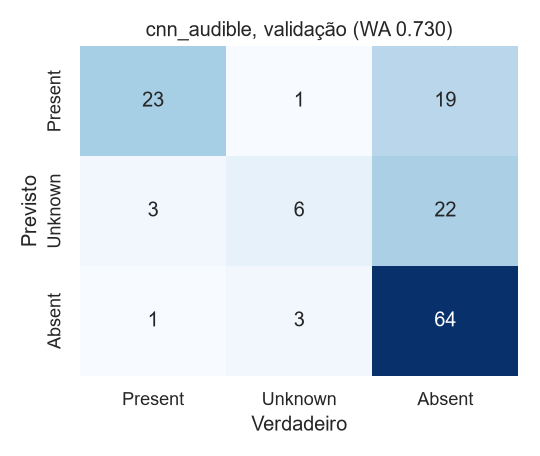 cnn_audible, validação (WA 0.730)
Previsto
Present
23 1 19
Unknown
3 6 22
Absent
1 3 64
Present Unknown Absent
Verdadeiro